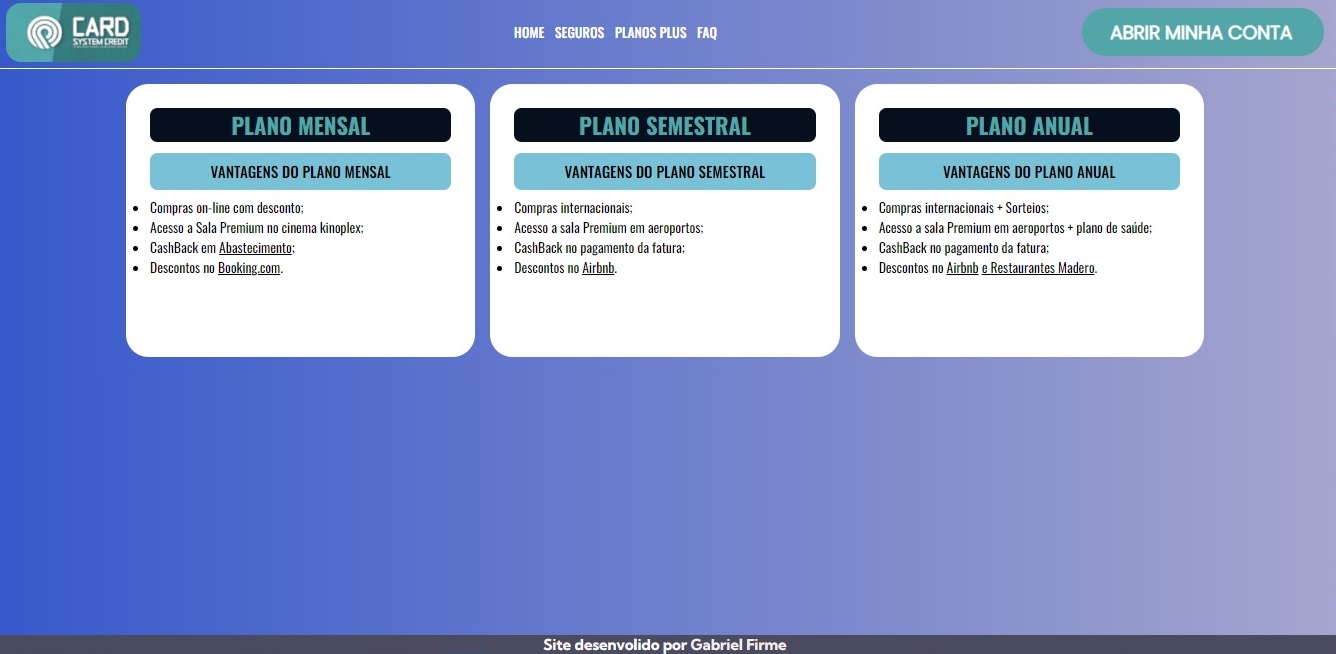 CARD
SYSTEM CREDIT
HOME SEGUROS PLANOS PLUS FAQ
ABRIR MINHA CONTA
PLANO MENSAL
VANTAGENS DO PLANO MENSAL
Compras on-line com desconto;
Acesso a Sala Premium no cinema kinoplex;
CashBack em Abastecimento;
Descontos no Booking.com.
PLANO SEMESTRAL
VANTAGENS DO PLANO SEMESTRAL
Compras internacionais;
Acesso a sala Premium em aeroportos;
CashBack no pagamento da fatura;
Descontos no Airbnb.
PLANO ANUAL
VANTAGENS DO PLANO ANUAL
Compras internacionais + Sorteios;
Acesso a sala Premium em aeroportos + plano de saúde;
CashBack no pagamento da fatura;
Descontos no Airbnb e Restaurantes Madero.
Site desenvolido por Gabriel Firme